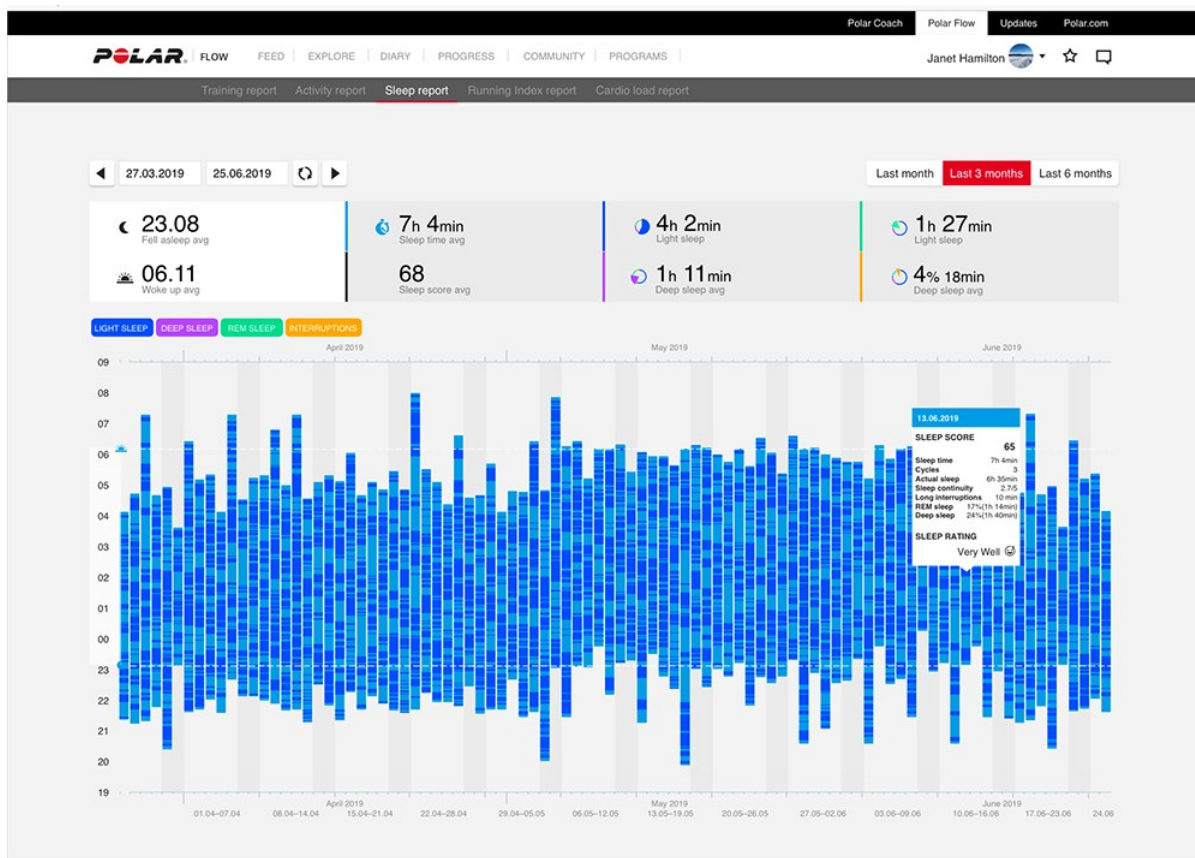 Polar Coach Polar Flow Updates Polar.com
POLAR. FLOW FEED EXPLORE DIARY PROGRESS COMMUNITY PROGRAMS Janet Hamilton
Training report Activity report Sleep report Running Index report Cardio load report
27.03.2019 25.06.2019 Last month Last 3 months Last 6 months
23.08 7h 4min 4h 2min 1h 27min
Fell asleep avg Sleep time avg Light sleep Light sleep
06.11 68 1h 11min 4% 18min
Woke up avg Sleep score avg Deep sleep avg Deep sleep avg
LIGHT SLEEP DEEP SLEEP REM SLEEP INTERRUPTIONS
April 2019 May 2019 June 2019
09
08
07
06
05
04
03
02
01
00
23
22
21
20
19
13.06.2019
SLEEP SCORE
65
Sleep time 7h 4min
Cycles 3
Actual sleep 6h 35min
Sleep continuity 2.7/5
Long interruptions 10 min
REM sleep 17%(1h 14min)
Deep sleep 24%(1h 40min)
SLEEP RATING
Very Well
April 2019 May 2019 June 2019
01.04–07.04 08.04–14.04 15.04–21.04 22.04–28.04 29.04–05.05 06.05–12.05 13.05–19.05 20.05–26.05 27.05–02.06 03.06–09.06 10.06–16.06 17.06–23.06 24.06